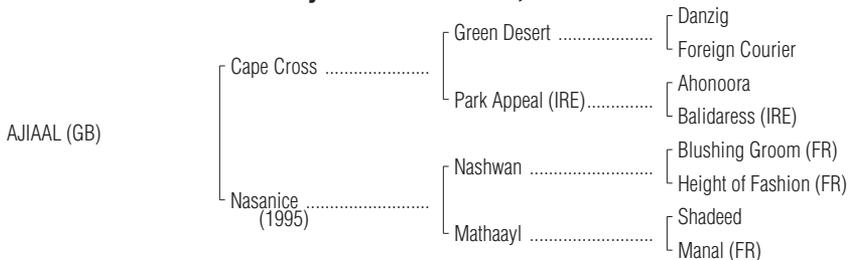 Danzig
Green Desert ....................
Foreign Courier
Cape Cross ......................
Ahonoora
Park Appeal (IRE)..............
Balidaress (IRE)
AJIAAL (GB)
Blushing Groom (FR)
Nashwan ..........................
Height of Fashion (FR)
Nasanice ..........................
(1995)
Shadeed
Mathaayl ..........................
Manal (FR)